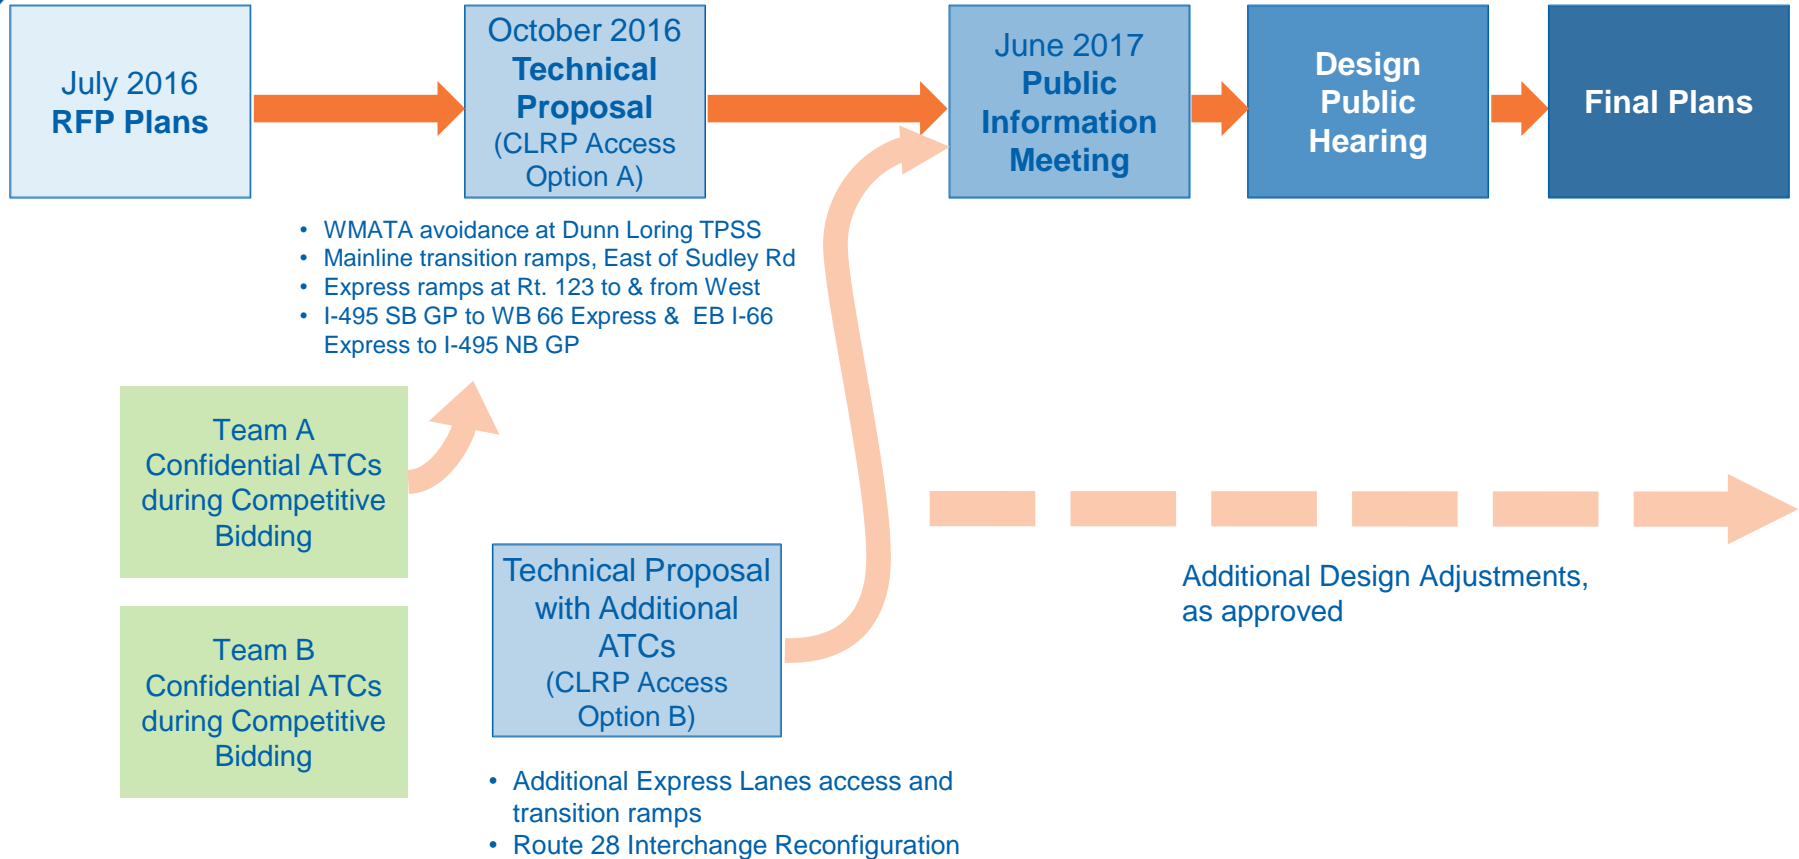 July 2016
RFP Plans
October 2016
Technical
Proposal
(CLRP Access
Option A)
June 2017
Public
Information
Meeting
Design
Public
Hearing
Final Plans
• WMATA avoidance at Dunn Loring TPSS
• Mainline transition ramps, East of Sudley Rd
• Express ramps at Rt. 123 to & from West
• I-495 SB GP to WB 66 Express & EB I-66
Express to I-495 NB GP
Team A
Confidential ATCs
during Competitive
Bidding
Team B
Confidential ATCs
during Competitive
Bidding
Technical Proposal
with Additional
ATCs
(CLRP Access
Option B)
• Additional Express Lanes access and
transition ramps
• Route 28 Interchange Reconfiguration
Additional Design Adjustments,
as approved